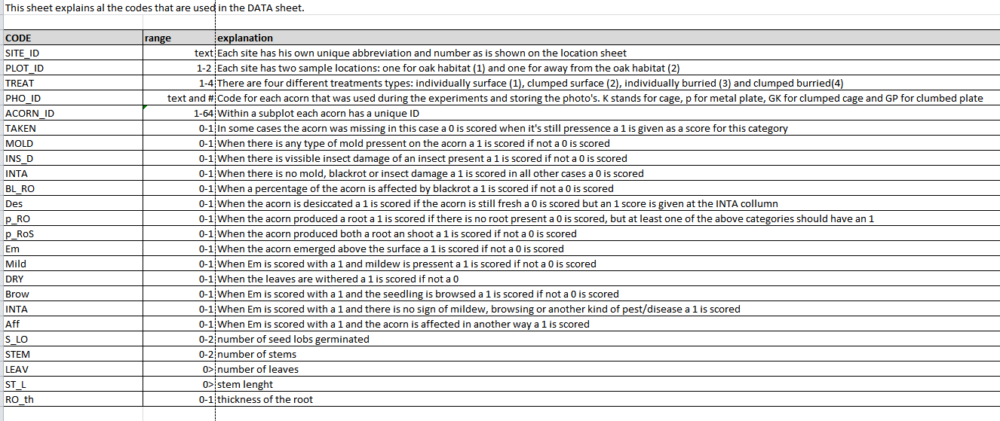 This sheet explains al the codes that are used in the DATA sheet.
CODE range explanation
SITE_ID text Each site has his own unique abbreviation and number as is shown on the location sheet
PLOT_ID 1-2 Each site has two sample locations: one for oak habitat (1) and one for away from the oak habitat (2)
TREAT 1-4 There are four different treatments types: individually surface (1), clumped surface (2), individually burried (3) and clumped burried(4)
PHO_ID text and # Code for each acorn that was used during the experiments and storing the photo's. K stands for cage, p for metal plate, GK for clumped cage and GP for clumbed plate
ACORN_ID 1-64 Within a subplot each acorn has a unique ID
TAKEN 0-1 In some cases the acorn was missing in this case a 0 is scored when it's still pressence a 1 is given as a score for this category
MOLD 0-1 When there is any type of mold pressent on the acorn a 1 is scored if not a 0 is scored
INS_D 0-1 When there is vissible insect damage of an insect present a 1 is scored if not a 0 is scored
INTA 0-1 When there is no mold, blackrot or insect damage a 1 is scored in all other cases a 0 is scored
BL_RO 0-1 When a percentage of the acorn is affected by blackrot a 1 is scored if not a 0 is scored
Des 0-1 When the acorn is desiccated a 1 is scored if the acorn is still fresh a 0 is scored but an 1 score is given at the INTA collumn
p_RO 0-1 When the acorn produced a root a 1 is scored if there is no root present a 0 is scored, but at least one of the above categories should have an 1
p_RoS 0-1 When the acorn produced both a root an shoot a 1 is scored if not a 0 is scored
Em 0-1 When the acorn emerged above the surface a 1 is scored if not a 0 is scored
Mild 0-1 When Em is scored with a 1 and mildew is pressent a 1 is scored if not a 0 is scored
DRY 0-1 When the leaves are withered a 1 is scored if not a 0
Brow 0-1 When Em is scored with a 1 and the seedling is browsed a 1 is scored if not a 0 is scored
INTA 0-1 When Em is scored with a 1 and there is no sign of mildew, browsing or another kind of pest/disease a 1 is scored
Aff 0-1 When Em is scored with a 1 and the acorn is affected in another way a 1 is scored
S_LO 0-2 number of seed lobs germinated
STEM 0-2 number of stems
LEAV 0> number of leaves
ST_L 0> stem lenght
RO_th 0-1 thickness of the root